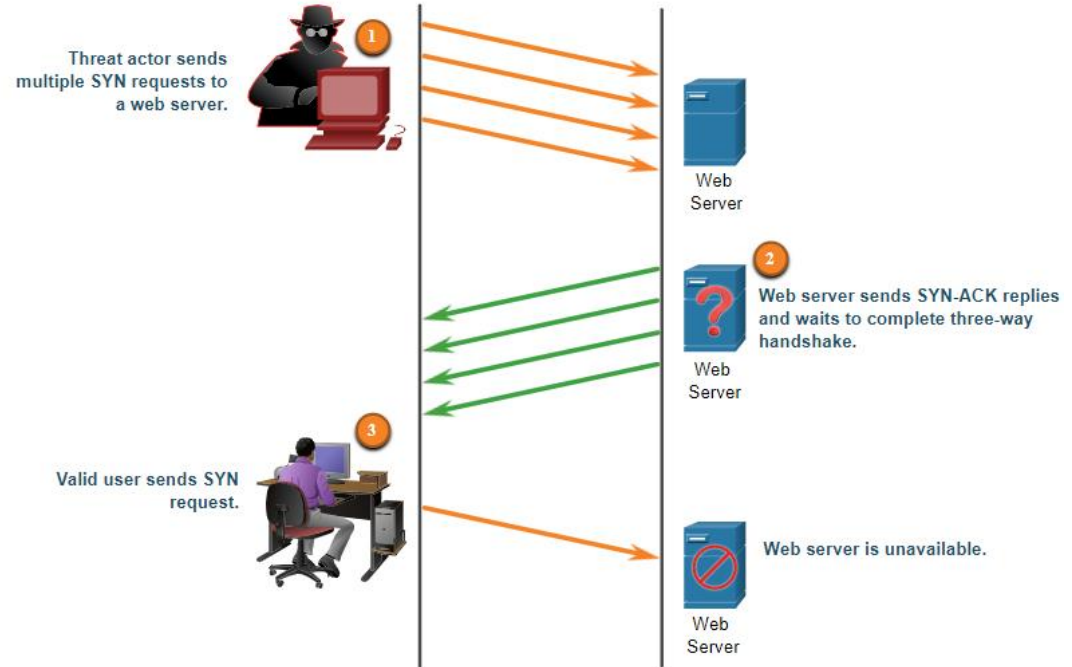 1
Threat actor sends
multiple SYN requests to
a web server.
Web
Server
2
Web server sends SYN-ACK replies
and waits to complete three-way
handshake.
Web
Server
3
Valid user sends SYN
request.
Web server is unavailable.
Web
Server